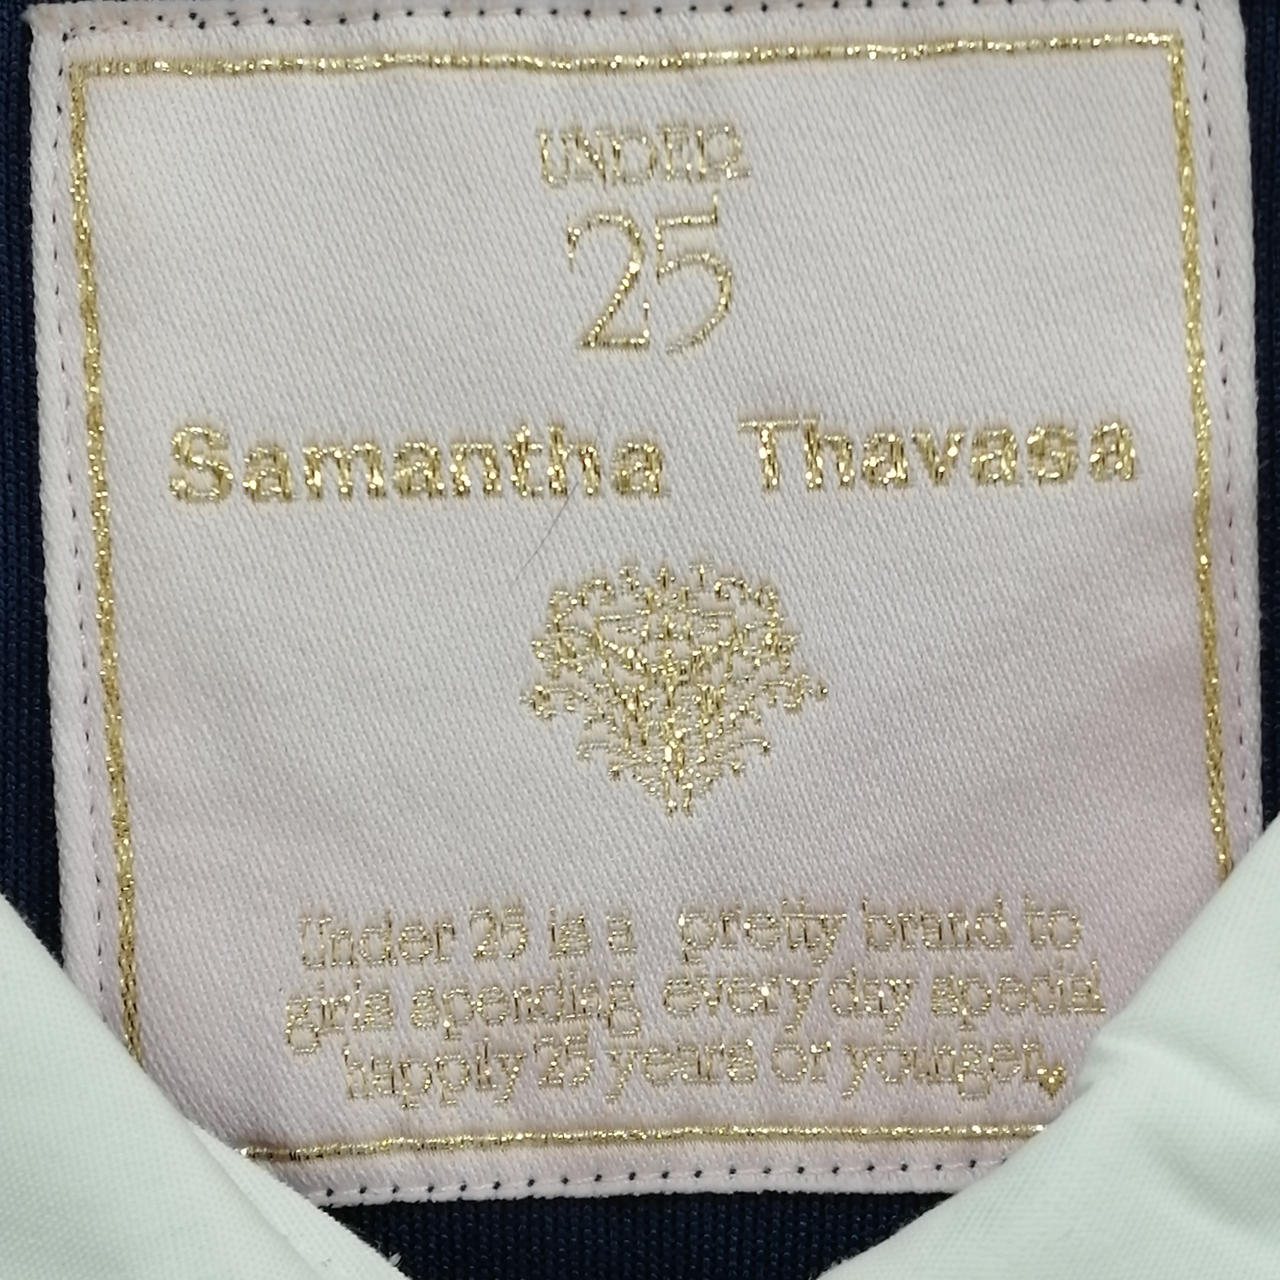 UNDER
25
Samantha Thavasa
Under 25 is a pretty brand to
girls spending every day special
happly 25 years or younger.